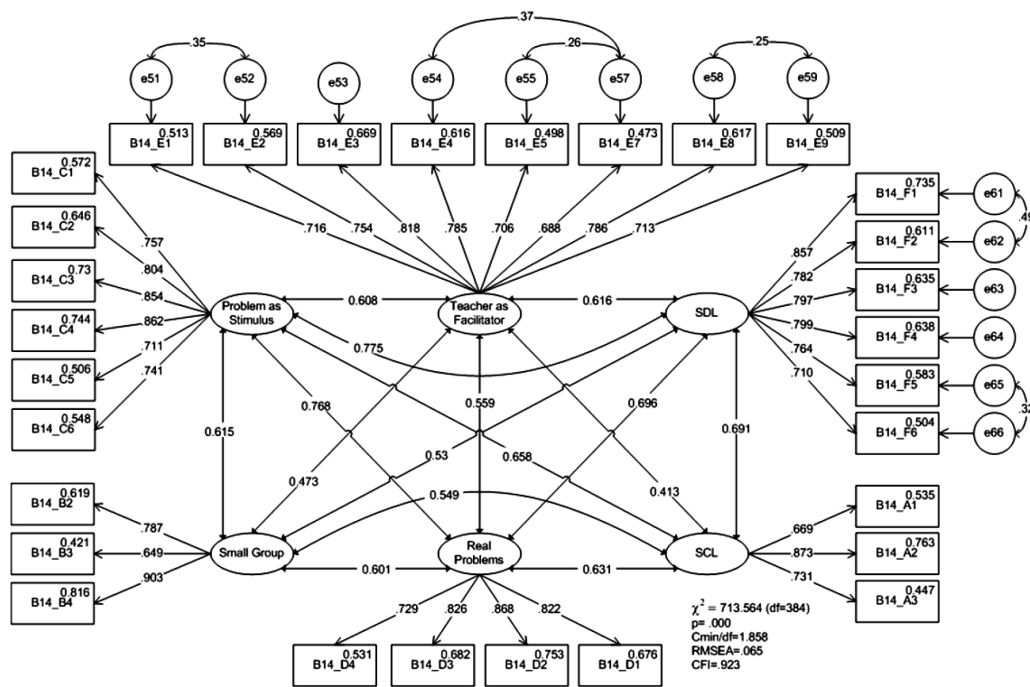 .37
.35
.26
.25
e51
e52
e53
e54
e55
e57
e58
e59
0.513
B14_E1
0.569
B14_E2
0.669
B14_E3
0.616
B14_E4
0.498
B14_E5
0.473
B14_E7
0.617
B14_E8
0.509
B14_E9
0.572
B14_C1
0.646
B14_C2
0.73
B14_C3
0.744
B14_C4
0.506
B14_C5
0.548
B14_C6
.757
.804
.854
.862
.711
.741
.716
.754
.818
.785
.706
.688
.786
.713
.857
.782
.797
.799
.764
.710
0.735
B14_F1
0.611
B14_F2
0.635
B14_F3
0.638
B14_F4
0.583
B14_F5
0.504
B14_F6
e61
e62
e63
e64
e65
e66
.49
.32
Problem as
Stimulus
0.608
Teacher as
Facilitator
0.616
SDL
0.775
0.768
0.559
0.696
0.615
0.53
0.658
0.691
0.473
0.549
0.413
Small Group
0.601
Real
Problems
0.631
SCL
0.619
B14_B2
0.421
B14_B3
0.816
B14_B4
.787
.649
.903
.669
.873
.731
0.535
B14_A1
0.763
B14_A2
0.447
B14_A3
.729
.826
.868
.822
0.531
B14_D4
0.682
B14_D3
0.753
B14_D2
0.676
B14_D1
χ² = 713.564 (df=384)
p= .000
Cmin/df=1.858
RMSEA=.065
CFI=.923